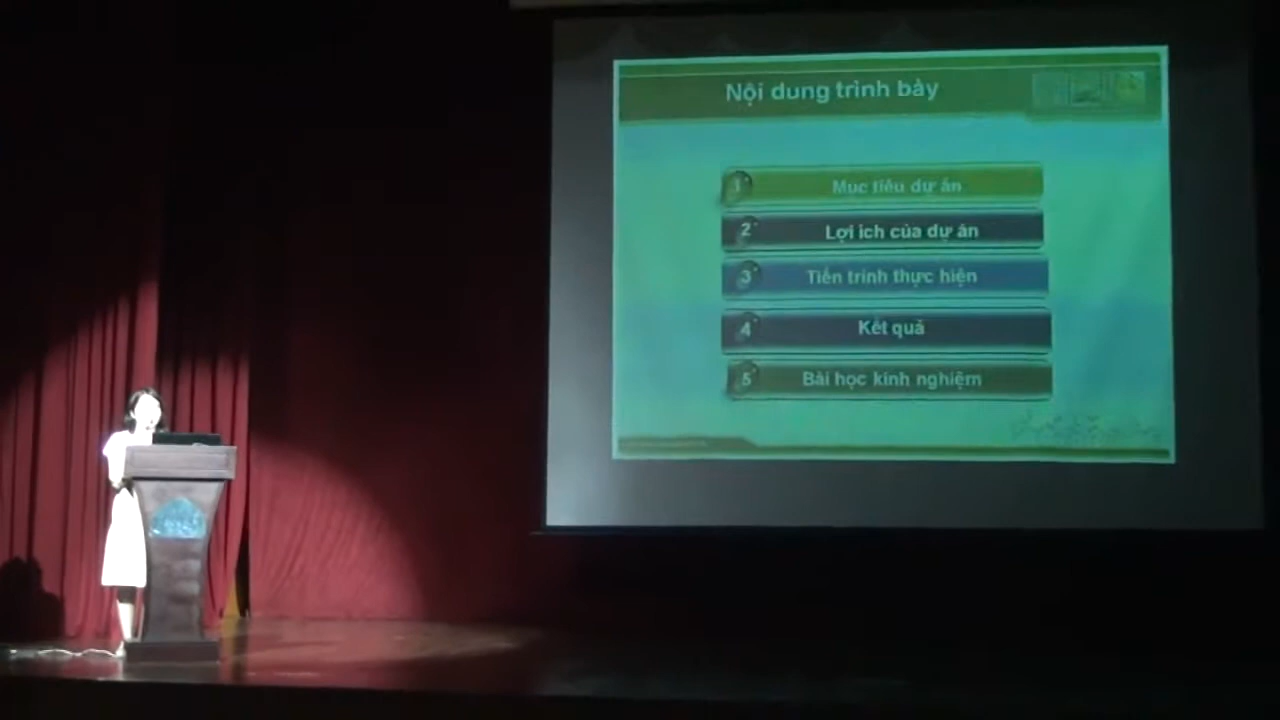 Nội dung trình bày
1 Mục tiêu dự án
2 Lợi ích của dự án
3 Tiến trình thực hiện
4 Kết quả
5 Bài học kinh nghiệm